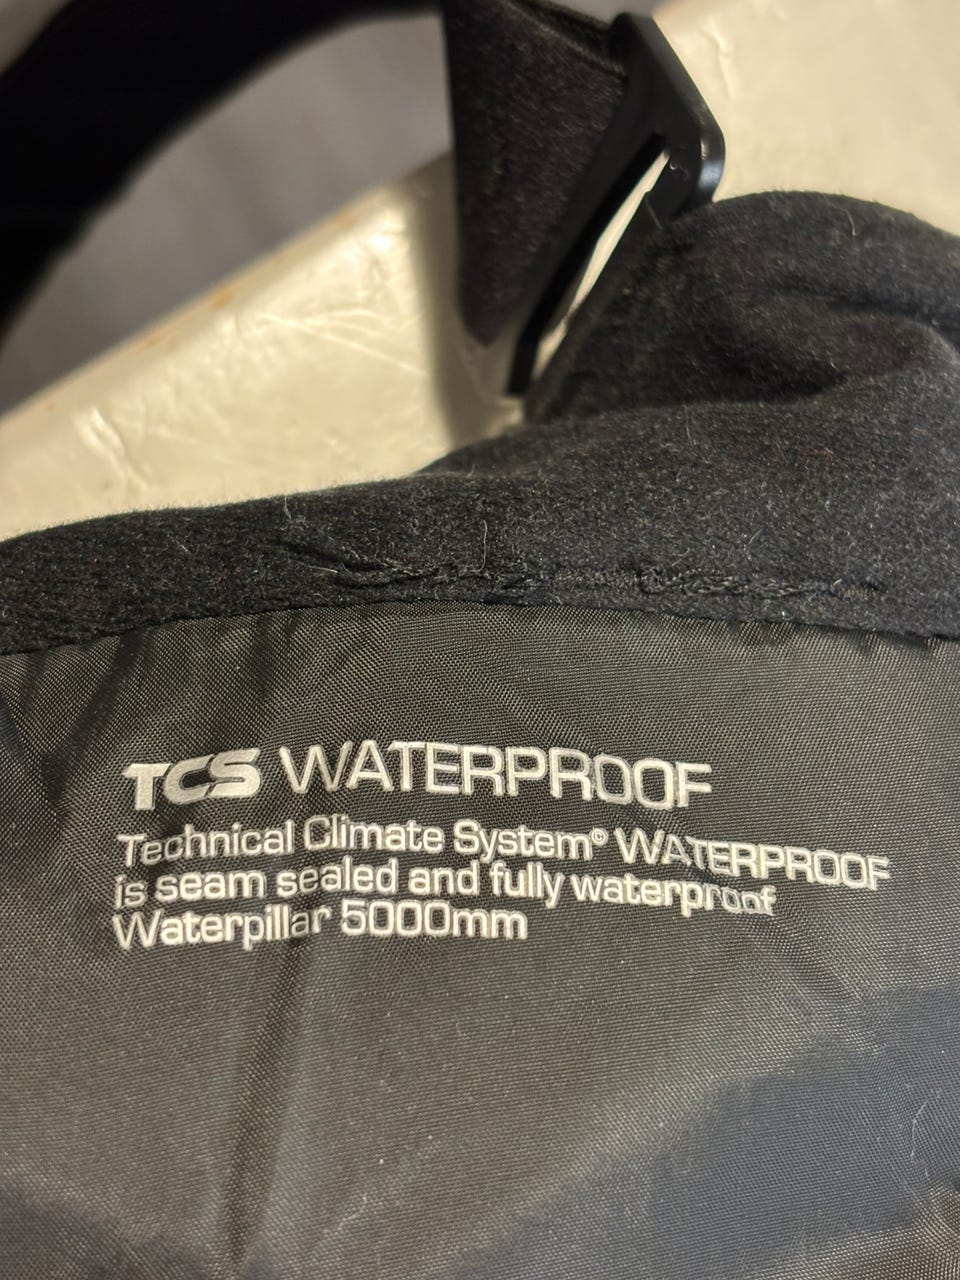 TCS WATERPROOF
Technical Climate System© WATERPROOF
is seam sealed and fully waterproof
Waterpillar 5000mm